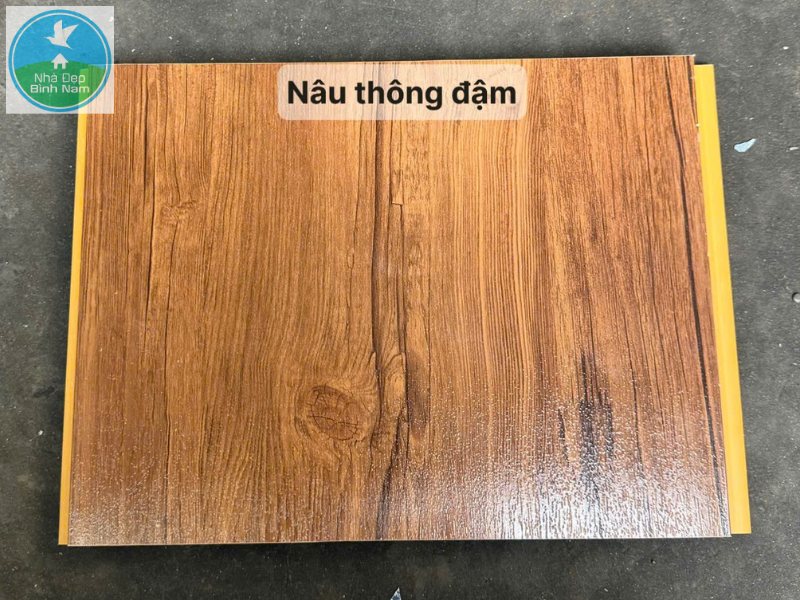 Nhà Đẹp
Bình Nam
Nâu thông đậm